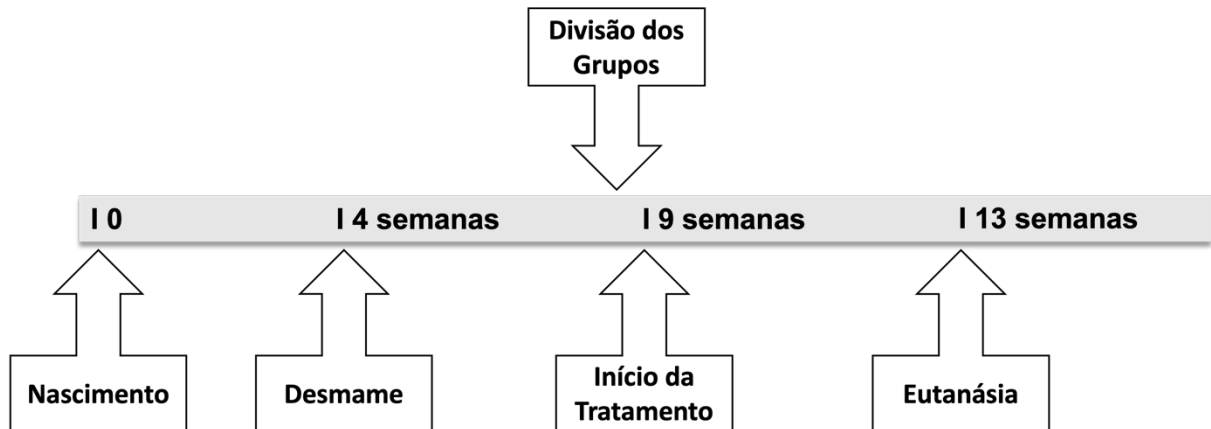 Divisão dos
Grupos
I 0
I 4 semanas
I 9 semanas
I 13 semanas
Nascimento
Desmame
Início da
Tratamento
Eutanásia